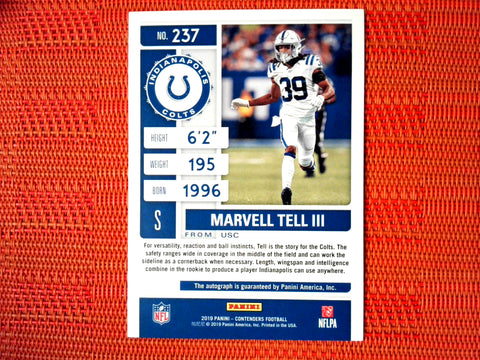 NO. 237
INDIANAPOLIS
COLTS
39
HEIGHT 6'2"
WEIGHT 195
BORN 1996
S MARVELL TELL III
FROM USC
For versatility, reaction and ball instincts, Tell is the story for the Colts. The
safety ranges wide in coverage in the middle of the field and can work the
sideline as a cornerback when necessary. Length, wingspan and intelligence
combine in the rookie to produce a player Indianapolis can use anywhere.
The autograph is guaranteed by Panini America, Inc.
NFL
PANINI
2019 PANINI - CONTENDERS FOOTBALL
© 2019 Panini America, Inc. Printed in the USA.
NFLPA